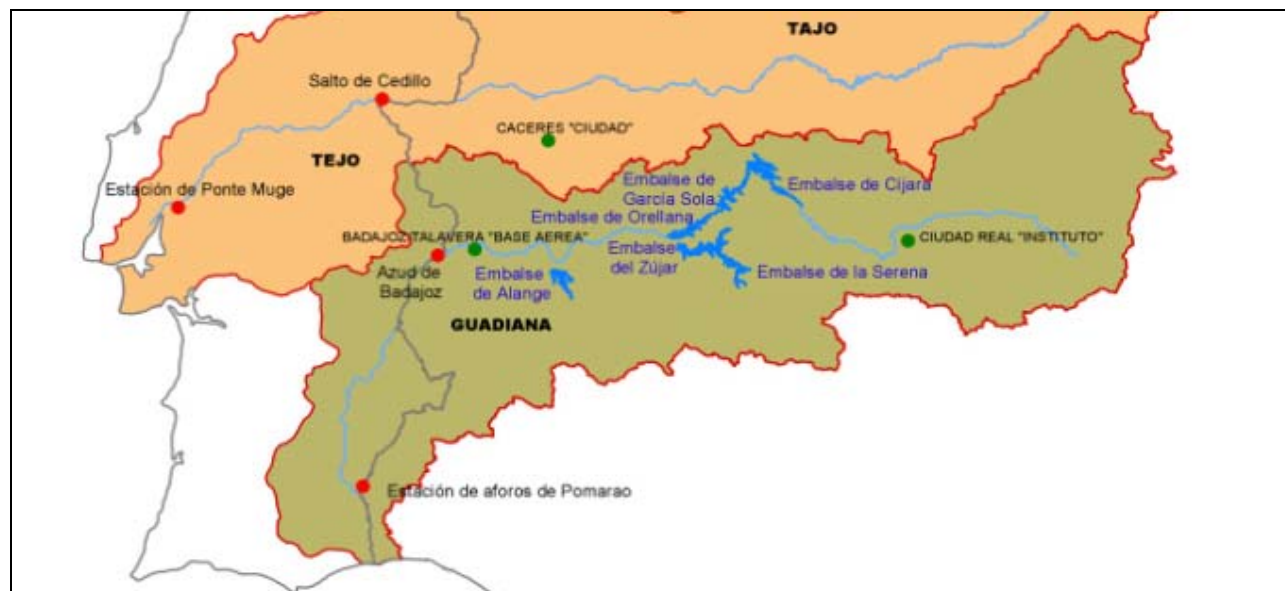 TAJO
Salto de Cedillo
CACERES "CIUDAD"
TEJO
Estación de Ponte Muge
Embalse de
García Sola
Embalse de Cíjara
Embalse de Orellana
BADAJOZ/TALAVERA "BASE AEREA"
CIUDAD REAL "INSTITUTO"
Azud de
Badajoz
Embalse
de Alange
Embalse
del Zújar
Embalse de la Serena
GUADIANA
Estación de aforos de Pomarao